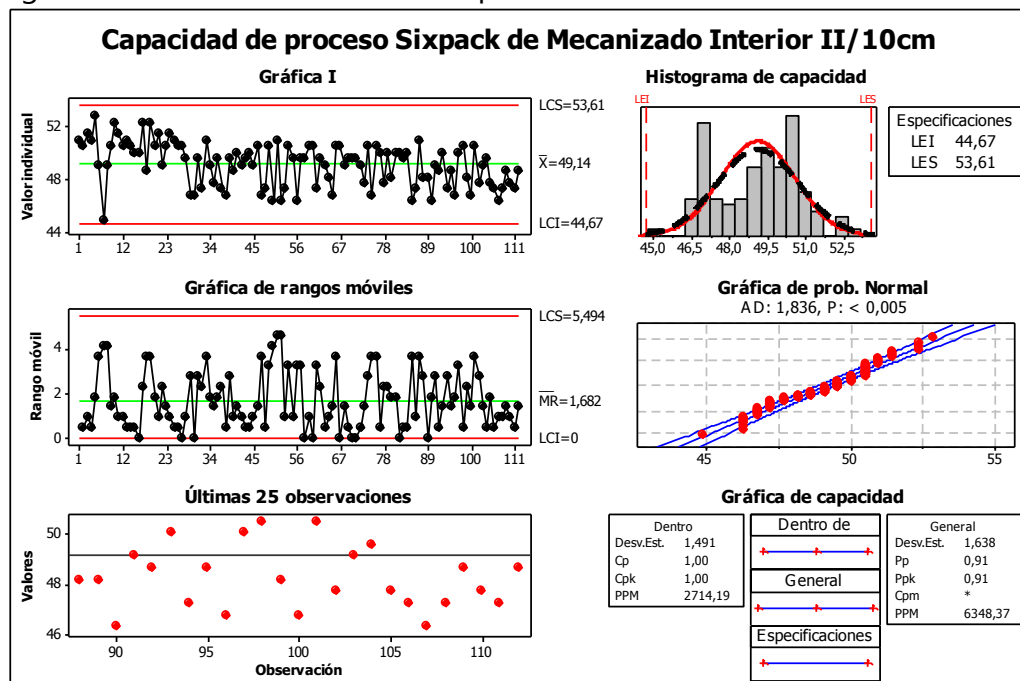 Capacidad de proceso Sixpack de Mecanizado Interior II/10cm
Gráfica I
Valor individual
52
48
44
1 12 23 34 45 56 67 78 89 100 111
LCS=53,61
X=49,14
LCI=44,67
Histograma de capacidad
LEI
LES
45,0 46,5 48,0 49,5 51,0 52,5
Especificaciones
LEI 44,67
LES 53,61
Gráfica de rangos móviles
Rango móvil
4
2
0
1 12 23 34 45 56 67 78 89 100 111
LCS=5,494
MR=1,682
LCI=0
Gráfica de prob. Normal
AD: 1,836, P: < 0,005
45 50 55
Últimas 25 observaciones
Valores
50
48
46
90 95 100 105 110
Observación
Gráfica de capacidad
Dentro
Desv.Est. 1,491
Cp 1,00
Cpk 1,00
PPM 2714,19
Dentro de
General
Especificaciones
General
Desv.Est. 1,638
Pp 0,91
Ppk 0,91
Cpm *
PPM 6348,37